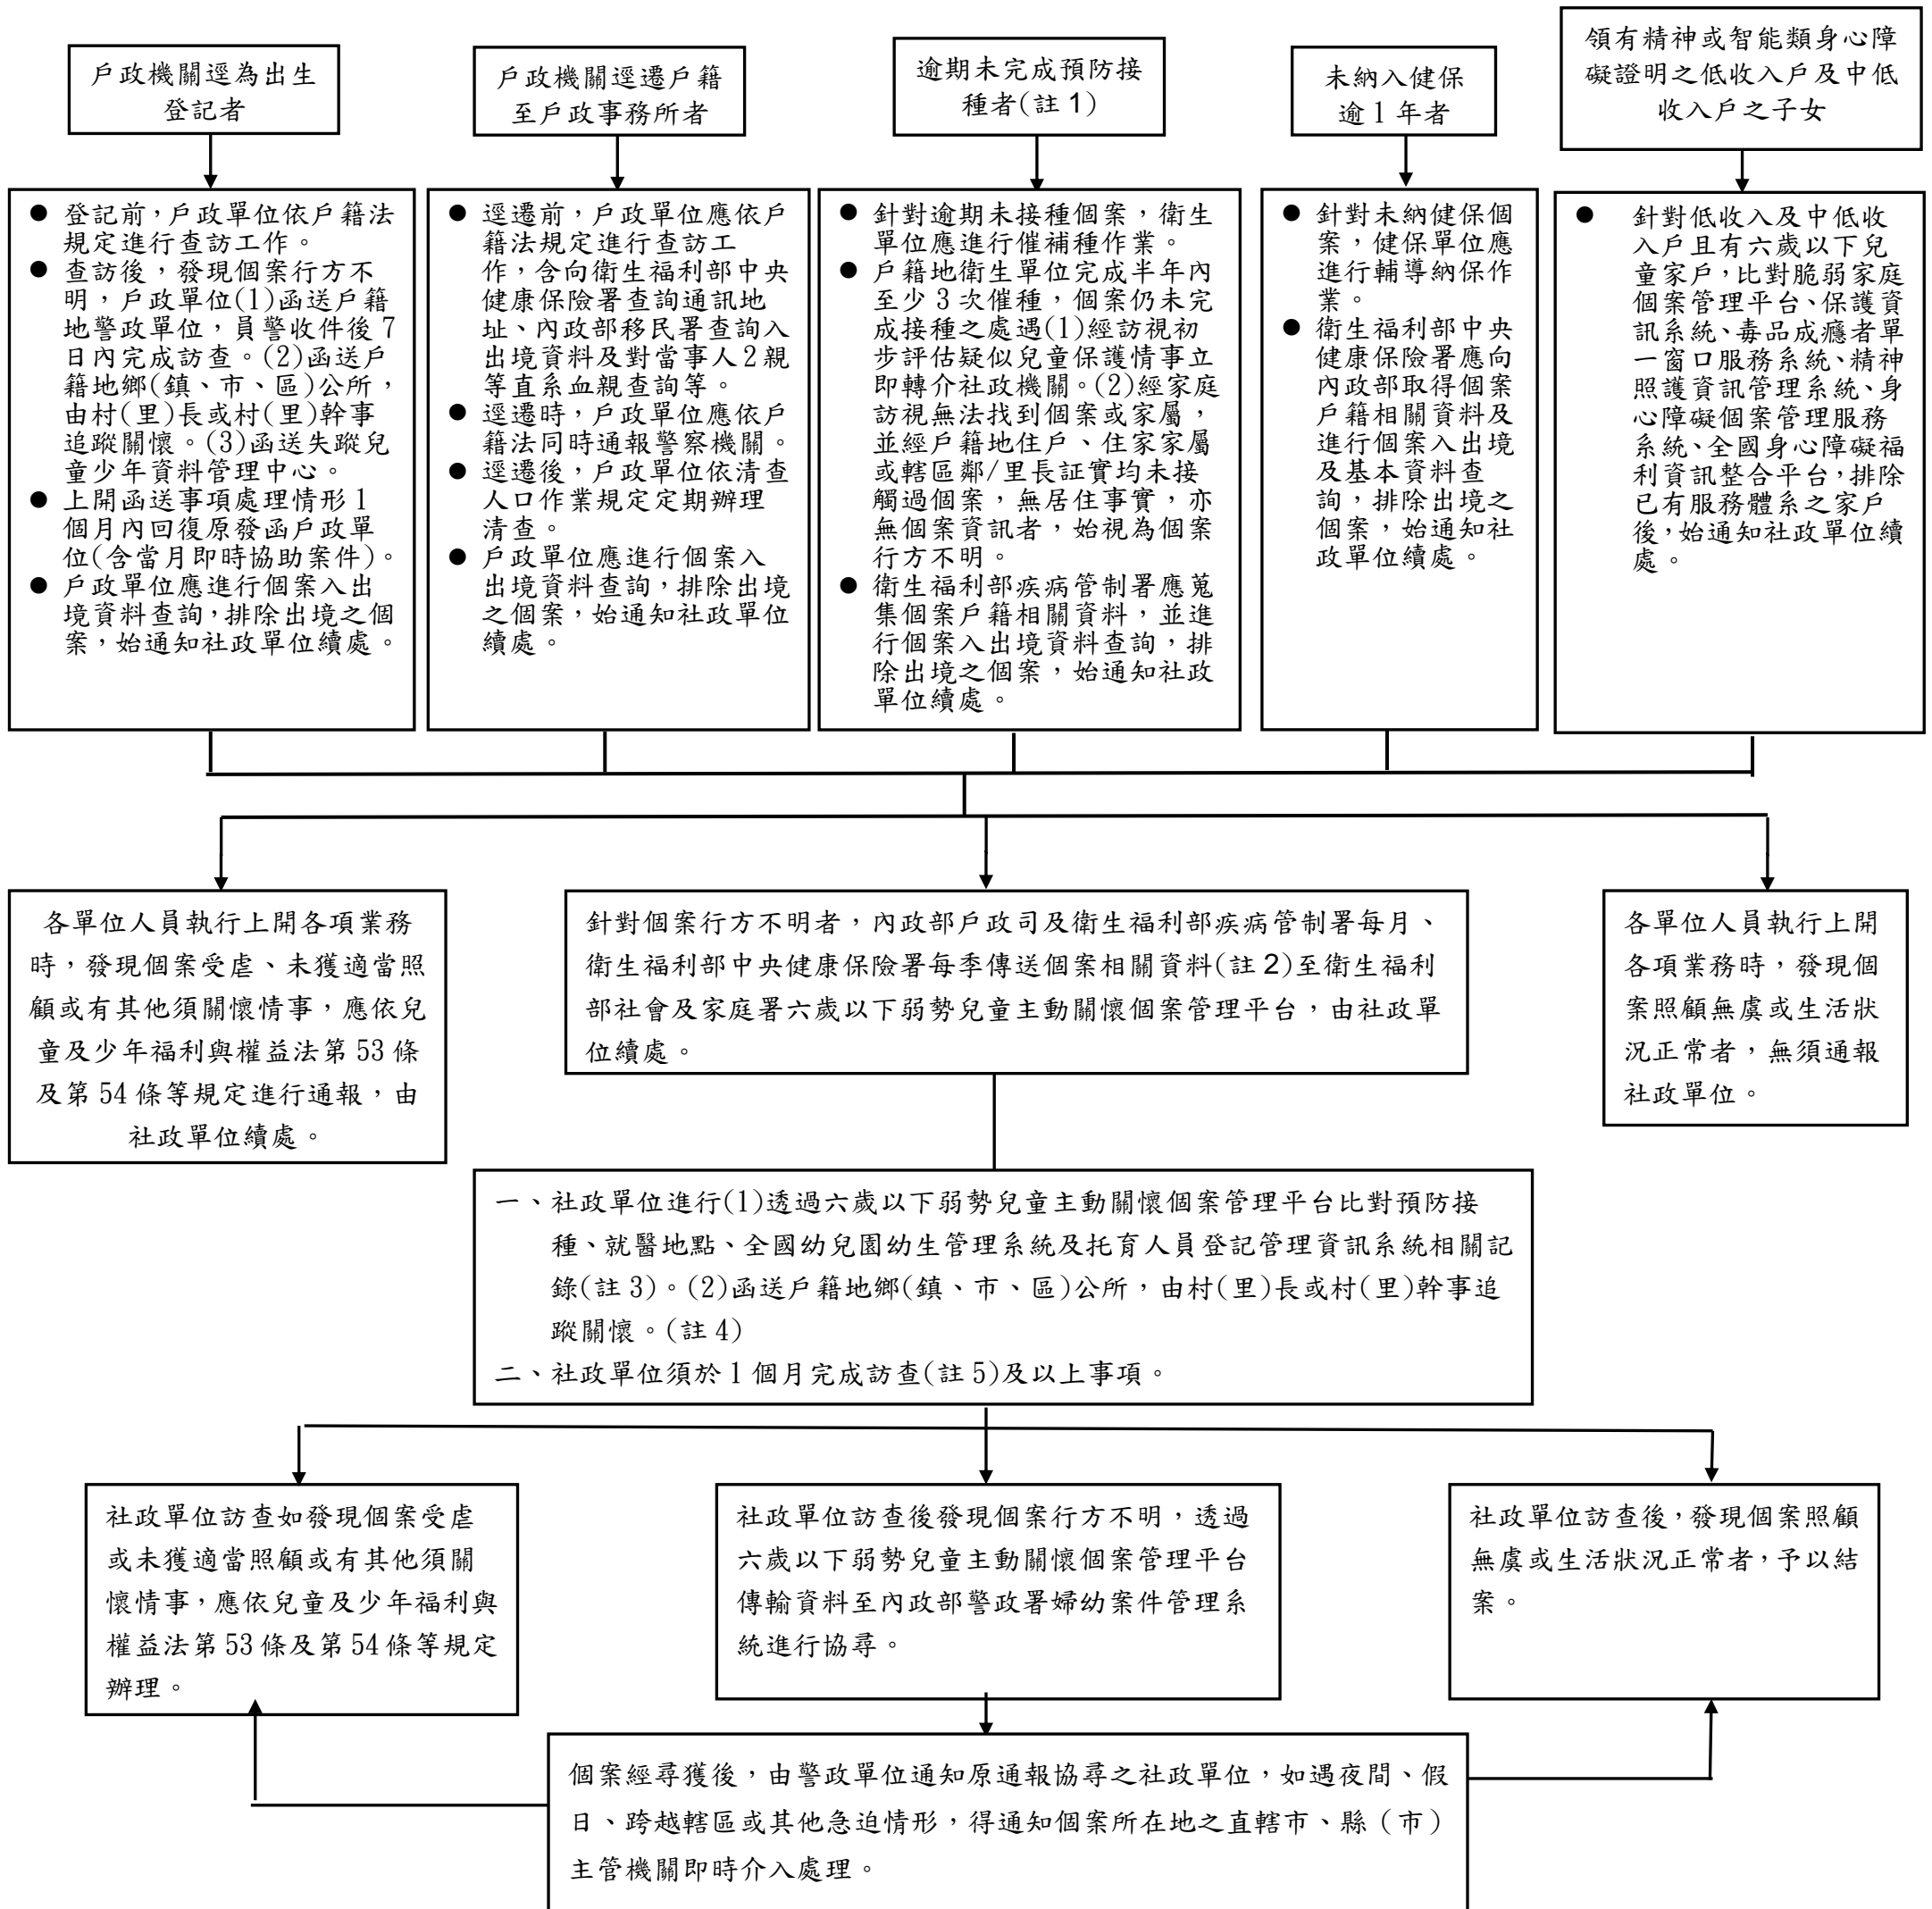 戶政機關逕為出生
登記者
戶政機關逕遷戶籍
至戶政事務所者
逾期未完成預防接
種者(註 1)
未納入健保
逾 1 年者
領有精神或智能類身心障
礙證明之低收入戶及中低
收入戶之子女
● 登記前，戶政單位依戶籍法
規定進行查訪工作。
● 查訪後，發現個案行方不
明，戶政單位(1)函送戶籍
地警政單位，員警收件後 7
日內完成訪查。(2)函送戶
籍地鄉(鎮、市、區)公所，
由村(里)長或村(里)幹事
追蹤關懷。(3)函送失蹤兒
童少年資料管理中心。
● 上開函送事項處理情形 1
個月內回復原發函戶政單
位(含當月即時協助案件)。
● 戶政單位應進行個案入出
境資料查詢，排除出境之個
案，始通知社政單位續處。
● 逕遷前，戶政單位應依戶
籍法規定進行查訪工
作，含向衛生福利部中央
健康保險署查詢通訊地
址、內政部移民署查詢入
出境資料及對當事人 2 親
等直系血親查詢等。
● 逕遷時，戶政單位應依戶
籍法同時通報警察機關。
● 逕遷後，戶政單位依清查
人口作業規定定期辦理
清查。
● 戶政單位應進行個案入
出境資料查詢，排除出境
之個案，始通知社政單位
續處。
● 針對逾期未接種個案，衛生
單位應進行催補種作業。
● 戶籍地衛生單位完成半年內
至少 3 次催種，個案仍未完
成接種之處遇(1)經訪視初
步評估疑似兒童保護情事立
即轉介社政機關。(2)經家庭
訪視無法找到個案或家屬，
並經戶籍地住戶、住家家屬
或轄區鄰/里長証實均未接
觸過個案，無居住事實，亦
無個案資訊者，始視為個案
行方不明。
● 衛生福利部疾病管制署應蒐
集個案戶籍相關資料，並進
行個案入出境資料查詢，排
除出境之個案，始通知社政
單位續處。
● 針對未納健保個
案，健保單位應
進行輔導納保作
業。
● 衛生福利部中央
健康保險署應向
內政部取得個案
戶籍相關資料及
進行個案入出境
及基本資料查
詢，排除出境之
個案，始通知社
政單位續處。
● 針對低收入及中低收
入戶且有六歲以下兒
童家戶，比對脆弱家庭
個案管理平台、保護資
訊系統、毒品成癮者單
一窗口服務系統、精神
照護資訊管理系統、身
心障礙個案管理服務
系統、全國身心障礙福
利資訊整合平台，排除
已有服務體系之家戶
後，始通知社政單位續
處。
各單位人員執行上開各項業務
時，發現個案受虐、未獲適當照
顧或有其他須關懷情事，應依兒
童及少年福利與權益法第 53 條
及第 54 條等規定進行通報，由
社政單位續處。
針對個案行方不明者，內政部戶政司及衛生福利部疾病管制署每月、
衛生福利部中央健康保險署每季傳送個案相關資料(註 2)至衛生福利
部社會及家庭署六歲以下弱勢兒童主動關懷個案管理平台，由社政單
位續處。
各單位人員執行上開
各項業務時，發現個
案照顧無虞或生活狀
況正常者，無須通報
社政單位。
一、社政單位進行(1)透過六歲以下弱勢兒童主動關懷個案管理平台比對預防接
種、就醫地點、全國幼兒園幼生管理系統及托育人員登記管理資訊系統相關記
錄(註 3)。(2)函送戶籍地鄉(鎮、市、區)公所，由村(里)長或村(里)幹事追
蹤關懷。(註 4)
二、社政單位須於 1 個月完成訪查(註 5)及以上事項。
社政單位訪查如發現個案受虐
或未獲適當照顧或有其他須關
懷情事，應依兒童及少年福利與
權益法第 53 條及第 54 條等規定
辦理。
社政單位訪查後發現個案行方不明，透過
六歲以下弱勢兒童主動關懷個案管理平台
傳輸資料至內政部警政署婦幼案件管理系
統進行協尋。
社政單位訪查後，發現個案照顧
無虞或生活狀況正常者，予以結
案。
個案經尋獲後，由警政單位通知原通報協尋之社政單位，如遇夜間、假
日、跨越轄區或其他急迫情形，得通知個案所在地之直轄市、縣（市）
主管機關即時介入處理。